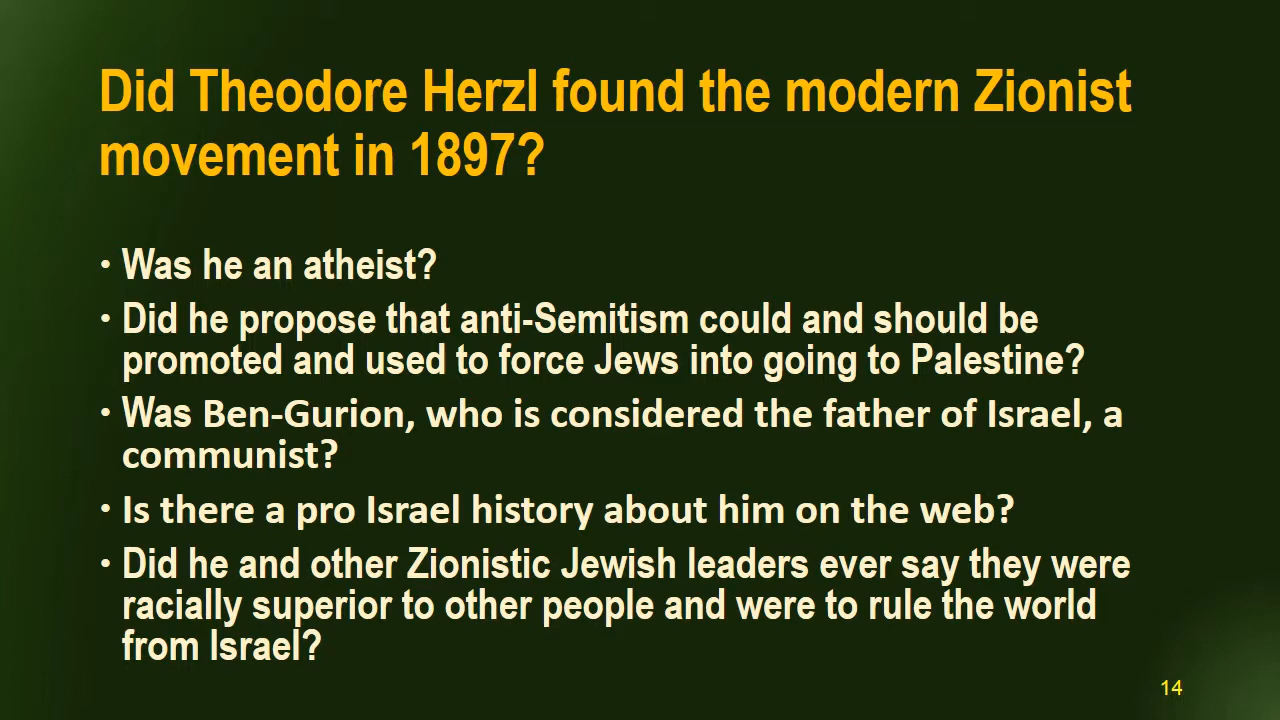 Did Theodore Herzl found the modern Zionist
movement in 1897?
• Was he an atheist?
• Did he propose that anti-Semitism could and should be
promoted and used to force Jews into going to Palestine?
• Was Ben-Gurion, who is considered the father of Israel, a
communist?
• Is there a pro Israel history about him on the web?
• Did he and other Zionistic Jewish leaders ever say they were
racially superior to other people and were to rule the world
from Israel?
14